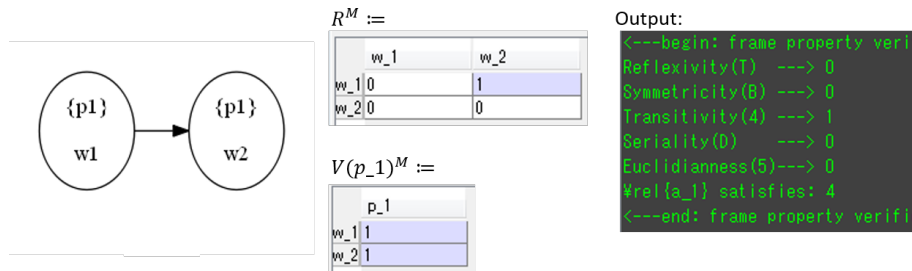 {p1}
w1
{p1}
w2
R^M :=
w_1 w_2
w_1 0 1
w_2 0 0
V(p_1)^M :=
p_1
w_1 1
w_2 1
Output:
<---begin: frame property veri
Reflexivity(T) ---> 0
Symmetricity(B) ---> 0
Transitivity(4) ---> 1
Seriality(D) ---> 0
Euclidianness(5)---> 0
¥rel{a_1} satisfies: 4
<---end: frame property verifi